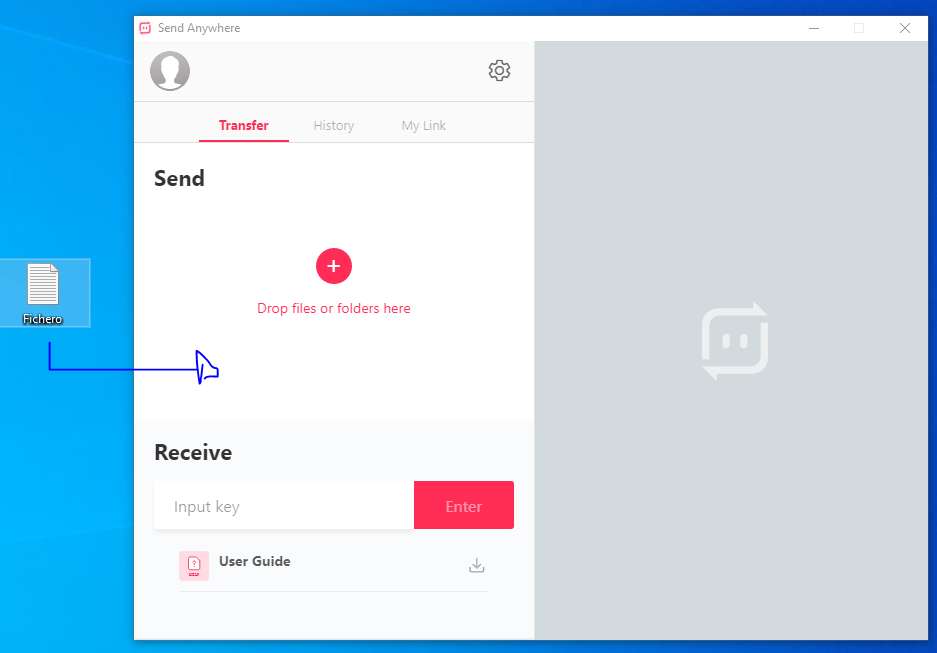 Send Anywhere
Transfer History My Link
Send
Drop files or folders here
Fichero
Receive
Input key Enter
User Guide